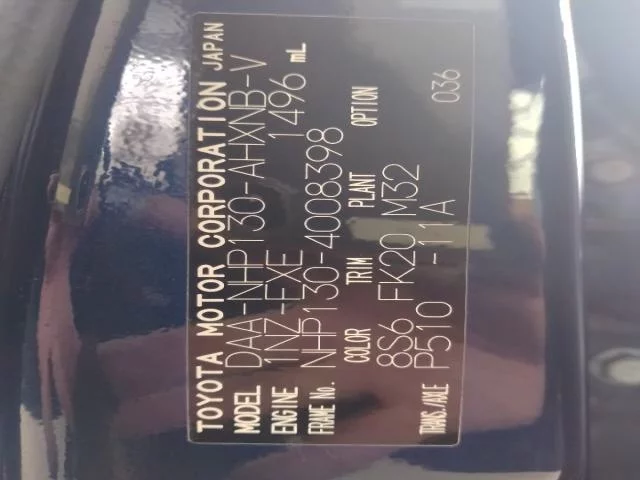 TOYOTA MOTOR CORPORATION JAPAN
MODEL DAA-NHP130-AHXNB-V
ENGINE 1NZ-FXE 1496 mL
FRAME No. NHP130-4008398
COLOR TRIM PLANT OPTION
8S6 FK20 M32
TRANS./AXLE P510 -11A 036